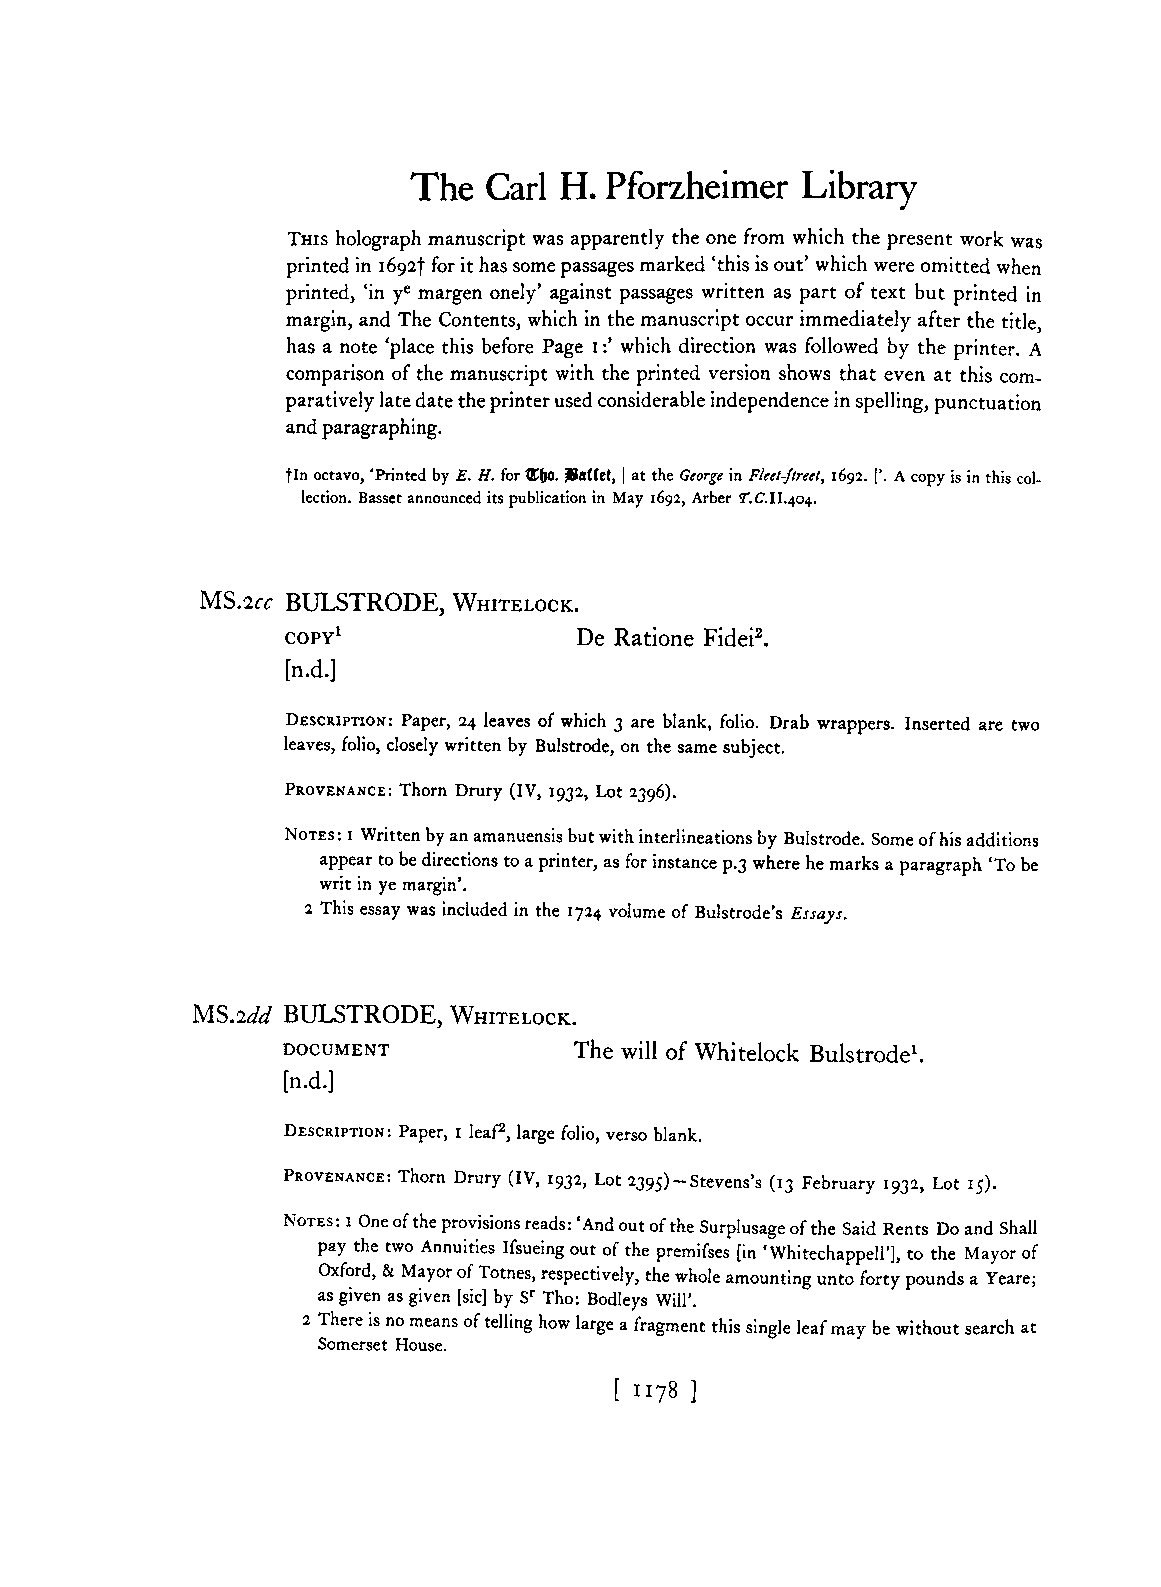 The Carl H. Pforzheimer Library
THIS holograph manuscript was apparently the one from which the present work was
printed in 1692† for it has some passages marked ‘this is out’ which were omitted when
printed, ‘in yᵉ margen onely’ against passages written as part of text but printed in
margin, and The Contents, which in the manuscript occur immediately after the title,
has a note ‘place this before Page 1:’ which direction was followed by the printer. A
comparison of the manuscript with the printed version shows that even at this com-
paratively late date the printer used considerable independence in spelling, punctuation
and paragraphing.
†In octavo, ‘Printed by E. H. for Tho. Baſſet, | at the George in Fleet-ſtreet, 1692. |’. A copy is in this col-
lection. Basset announced its publication in May 1692, Arber T.C.II.404.
MS.2cc BULSTRODE, WHITELOCK.
COPY¹ De Ratione Fidei².
[n.d.]
DESCRIPTION: Paper, 24 leaves of which 3 are blank, folio. Drab wrappers. Inserted are two
leaves, folio, closely written by Bulstrode, on the same subject.
PROVENANCE: Thorn Drury (IV, 1932, Lot 2396).
NOTES: 1 Written by an amanuensis but with interlineations by Bulstrode. Some of his additions
appear to be directions to a printer, as for instance p.3 where he marks a paragraph ‘To be
writ in ye margin’.
2 This essay was included in the 1724 volume of Bulstrode's Essays.
MS.2dd BULSTRODE, WHITELOCK.
DOCUMENT The will of Whitelock Bulstrode¹.
[n.d.]
DESCRIPTION: Paper, 1 leaf², large folio, verso blank.
PROVENANCE: Thorn Drury (IV, 1932, Lot 2395)—Stevens's (13 February 1932, Lot 15).
NOTES: 1 One of the provisions reads: ‘And out of the Surplusage of the Said Rents Do and Shall
pay the two Annuities Iſsueing out of the premiſses [in ‘Whitechappell’], to the Mayor of
Oxford, & Mayor of Totnes, respectively, the whole amounting unto forty pounds a Yeare;
as given as given [sic] by Sʳ Tho: Bodleys Will’.
2 There is no means of telling how large a fragment this single leaf may be without search at
Somerset House.
[ 1178 ]